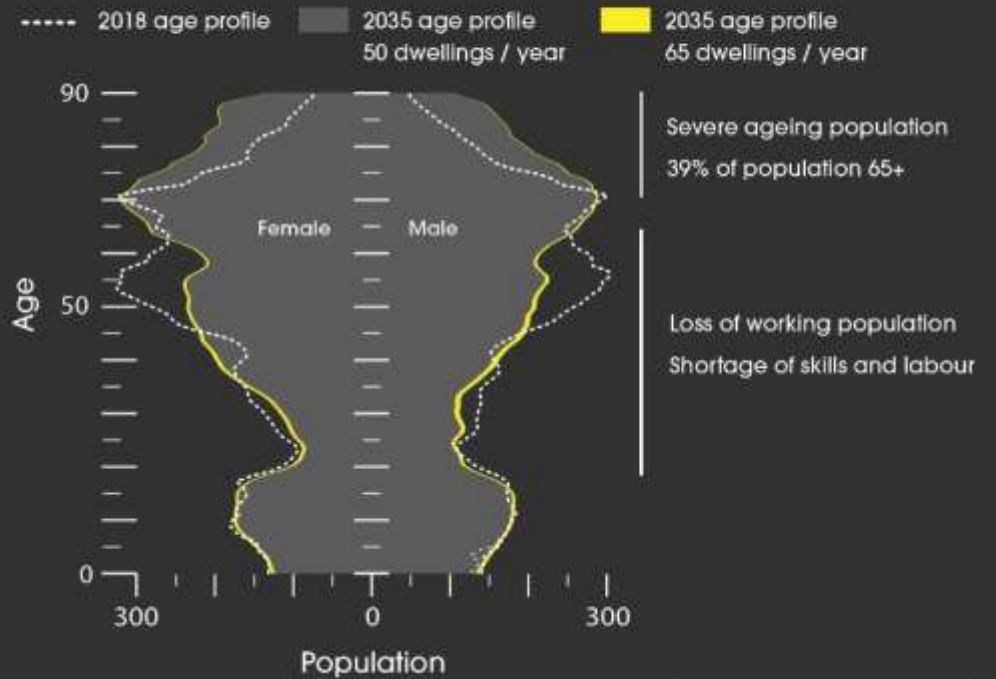 2018 age profile
2035 age profile
50 dwellings / year
2035 age profile
65 dwellings / year
90
Severe ageing population
39% of population 65+
Female
Male
Age
50
Loss of working population
Shortage of skills and labour
0
300
0
300
Population